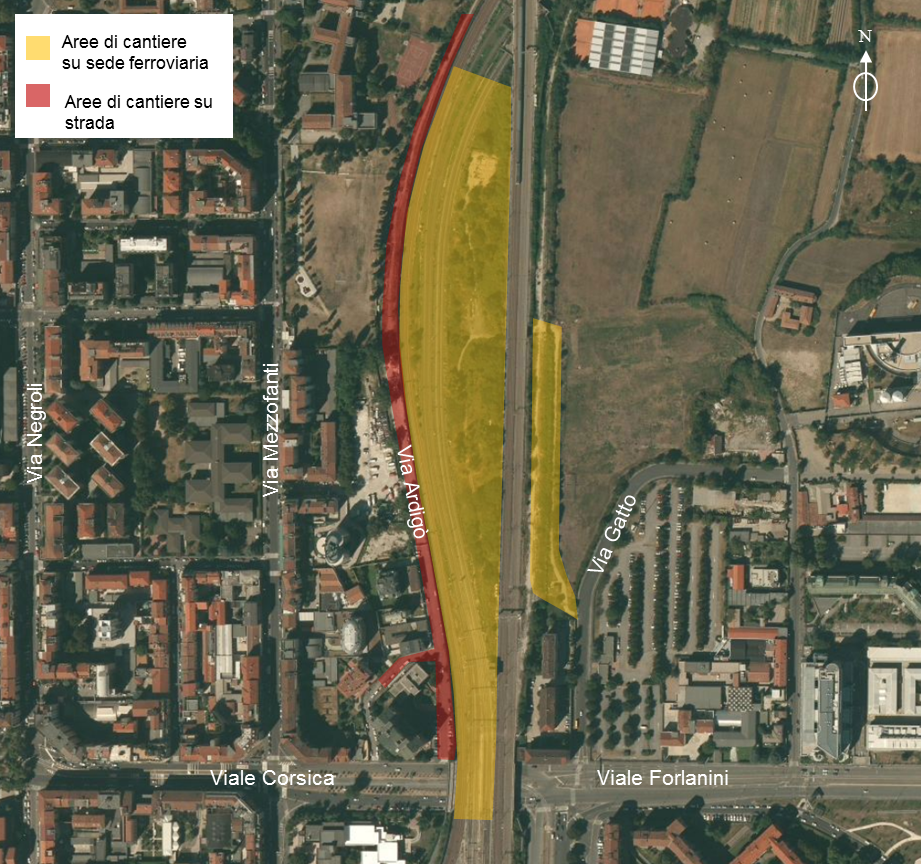 Aree di cantiere
su sede ferroviaria
Aree di cantiere su
strada
N
Via Negroli
Via Mezzofanti
Via Ardigò
Via Gatto
Viale Corsica
Viale Forlanini